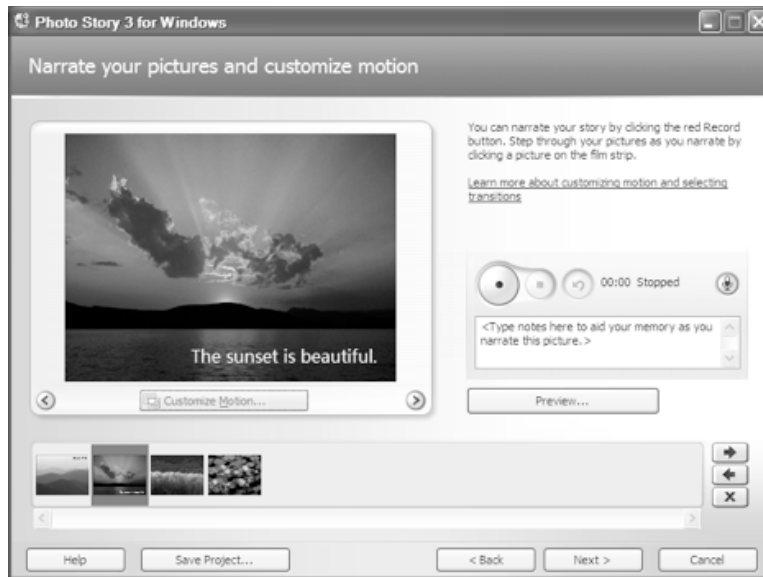 Photo Story 3 for Windows
Narrate your pictures and customize motion
You can narrate your story by clicking the red Record
button. Step through your pictures as you narrate by
clicking a picture on the film strip.
Learn more about customizing motion and selecting
transitions
00:00 Stopped
<Type notes here to aid your memory as you
narrate this picture.>
The sunset is beautiful.
Customize Motion...
Preview...
Help
Save Project...
< Back
Next >
Cancel